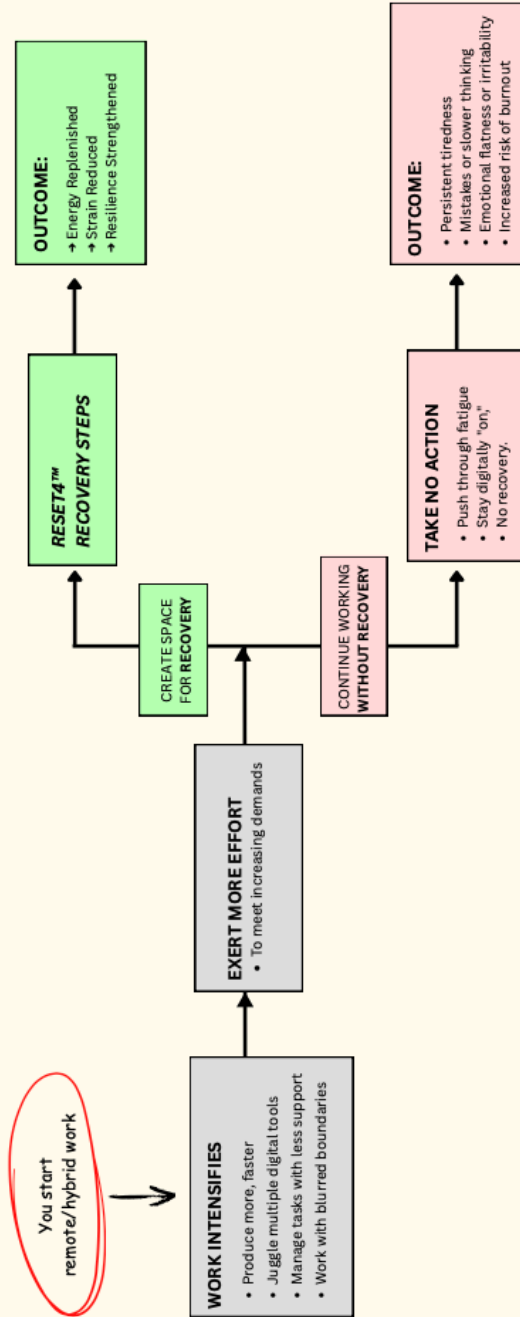 You start
remote/hybrid work
WORK INTENSIFIES
• Produce more, faster
• Juggle multiple digital tools
• Manage tasks with less support
• Work with blurred boundaries
EXERT MORE EFFORT
• To meet increasing demands
CREATE SPACE
FOR RECOVERY
RESET4™
RECOVERY STEPS
OUTCOME:
→ Energy Replenished
→ Strain Reduced
→ Resilience Strengthened
CONTINUE WORKING
WITHOUT RECOVERY
TAKE NO ACTION
• Push through fatigue
• Stay digitally "on,"
• No recovery.
OUTCOME:
• Persistent tiredness
• Mistakes or slower thinking
• Emotional flatness or irritability
• Increased risk of burnout